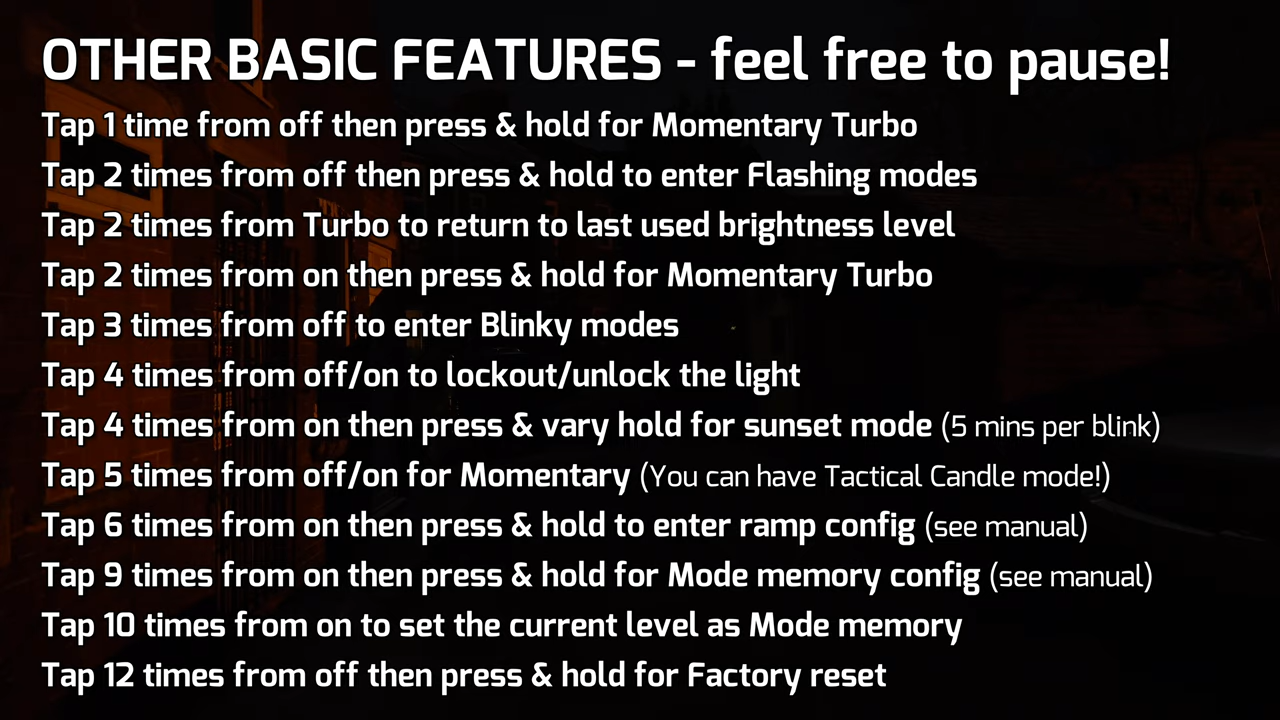 OTHER BASIC FEATURES - feel free to pause!
Tap 1 time from off then press & hold for Momentary Turbo
Tap 2 times from off then press & hold to enter Flashing modes
Tap 2 times from Turbo to return to last used brightness level
Tap 2 times from on then press & hold for Momentary Turbo
Tap 3 times from off to enter Blinky modes
Tap 4 times from off/on to lockout/unlock the light
Tap 4 times from on then press & vary hold for sunset mode (5 mins per blink)
Tap 5 times from off/on for Momentary (You can have Tactical Candle mode!)
Tap 6 times from on then press & hold to enter ramp config (see manual)
Tap 9 times from on then press & hold for Mode memory config (see manual)
Tap 10 times from on to set the current level as Mode memory
Tap 12 times from off then press & hold for Factory reset